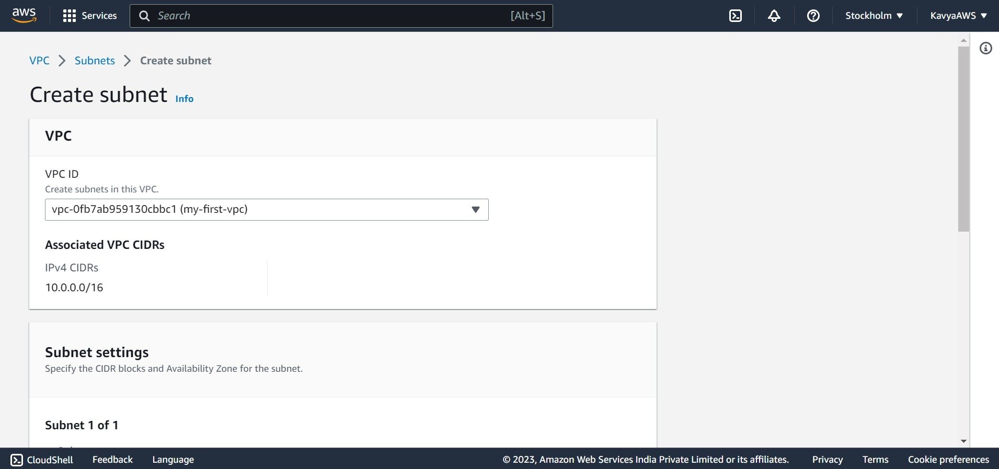 aws Services Search [Alt+S] Stockholm KavyaAWS
VPC Subnets Create subnet
Create subnet Info
VPC
VPC ID
Create subnets in this VPC.
vpc-0fb7ab959130cbbc1 (my-first-vpc)
Associated VPC CIDRs
IPv4 CIDRs
10.0.0.0/16
Subnet settings
Specify the CIDR blocks and Availability Zone for the subnet.
Subnet 1 of 1
CloudShell Feedback Language © 2023, Amazon Web Services India Private Limited or its affiliates. Privacy Terms Cookie preferences